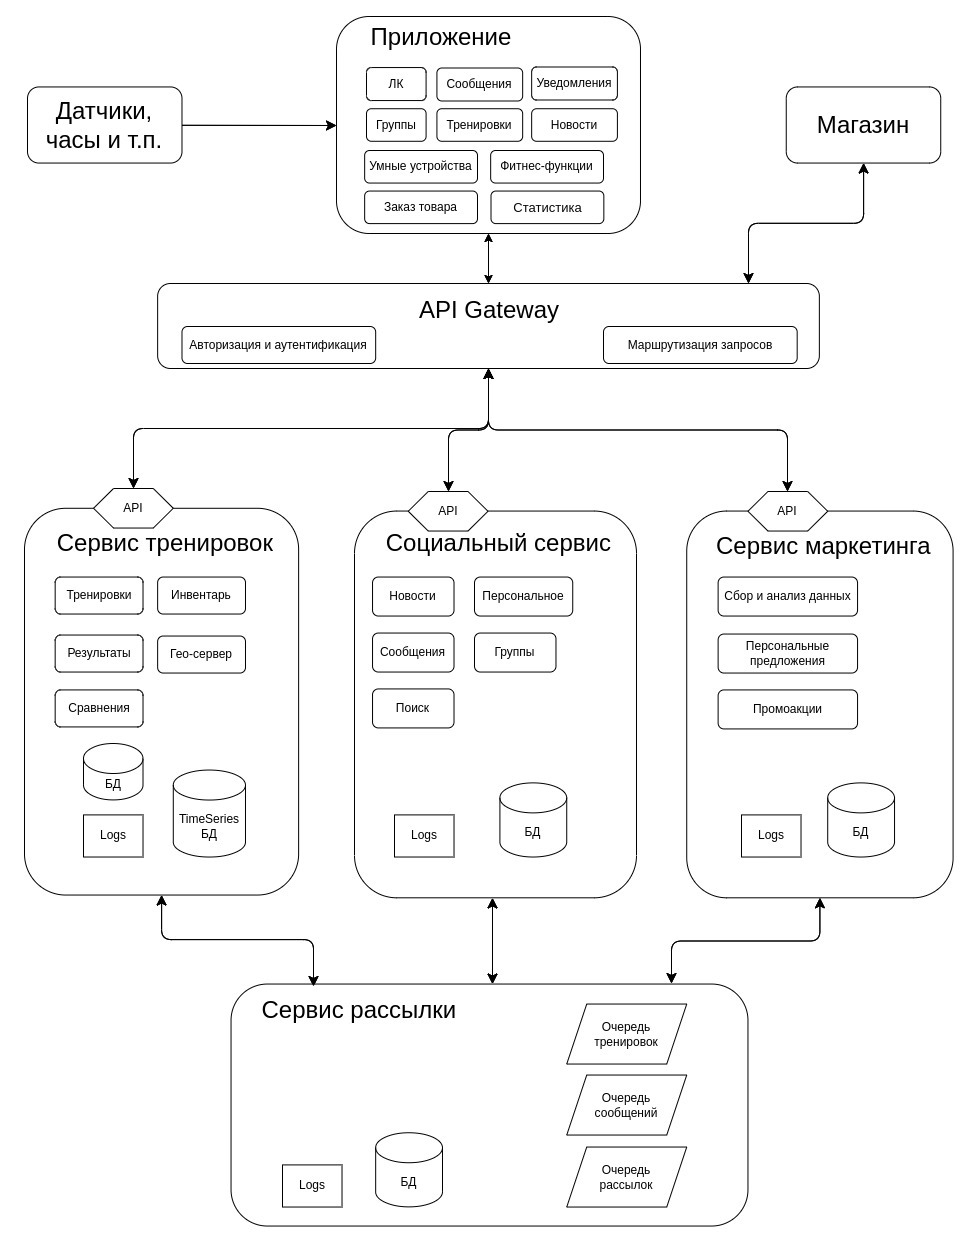 Приложение
ЛК
Сообщения
Уведомления
Группы
Тренировки
Новости
Умные устройства
Фитнес-функции
Заказ товара
Статистика
Датчики,
часы и т.п.
Магазин
API Gateway
Авторизация и аутентификация
Маршрутизация запросов
API
Сервис тренировок
Тренировки
Инвентарь
Результаты
Гео-сервер
Сравнения
БД
TimeSeries
БД
Logs
API
Социальный сервис
Новости
Персональное
Сообщения
Группы
Поиск
Logs
БД
API
Сервис маркетинга
Сбор и анализ данных
Персональные
предложения
Промоакции
Logs
БД
Сервис рассылки
Очередь
тренировок
Очередь
сообщений
Очередь
рассылок
Logs
БД